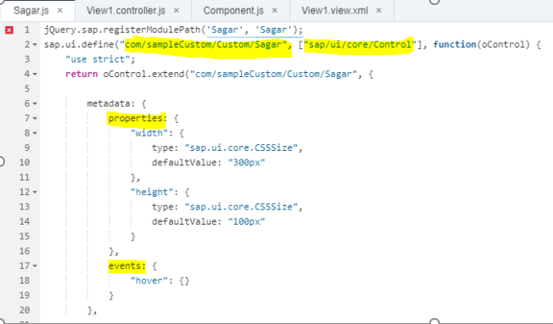 Sagar.js × View1.controller.js × Component.js × View1.view.xml ×
1 jQuery.sap.registerModulePath('Sagar', 'Sagar');
2 sap.ui.define("com/sampleCustom/Custom/Sagar", ["sap/ui/core/Control"], function(oControl) {
3 "use strict";
4 return oControl.extend("com/sampleCustom/Custom/Sagar", {
5
6 metadata: {
7 properties: {
8 "width": {
9 type: "sap.ui.core.CSSSize",
10 defaultValue: "300px"
11 },
12 "height": {
13 type: "sap.ui.core.CSSSize",
14 defaultValue: "100px"
15 }
16 },
17 events: {
18 "hover": {}
19 }
20 },